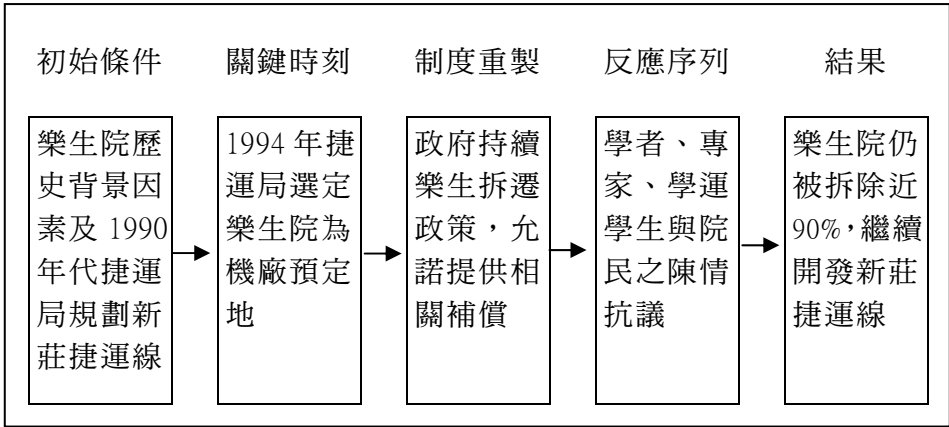 初始條件
關鍵時刻
制度重製
反應序列
結果
樂生院歷
史背景因
素及 1990
年代捷運
局規劃新
莊捷運線
1994 年捷
運局選定
樂生院為
機廠預定
地
政府持續
樂生拆遷
政策，允
諾提供相
關補償
學者、專
家、學運
學生與院
民之陳情
抗議
樂生院仍
被拆除近
90%，繼續
開發新莊
捷運線